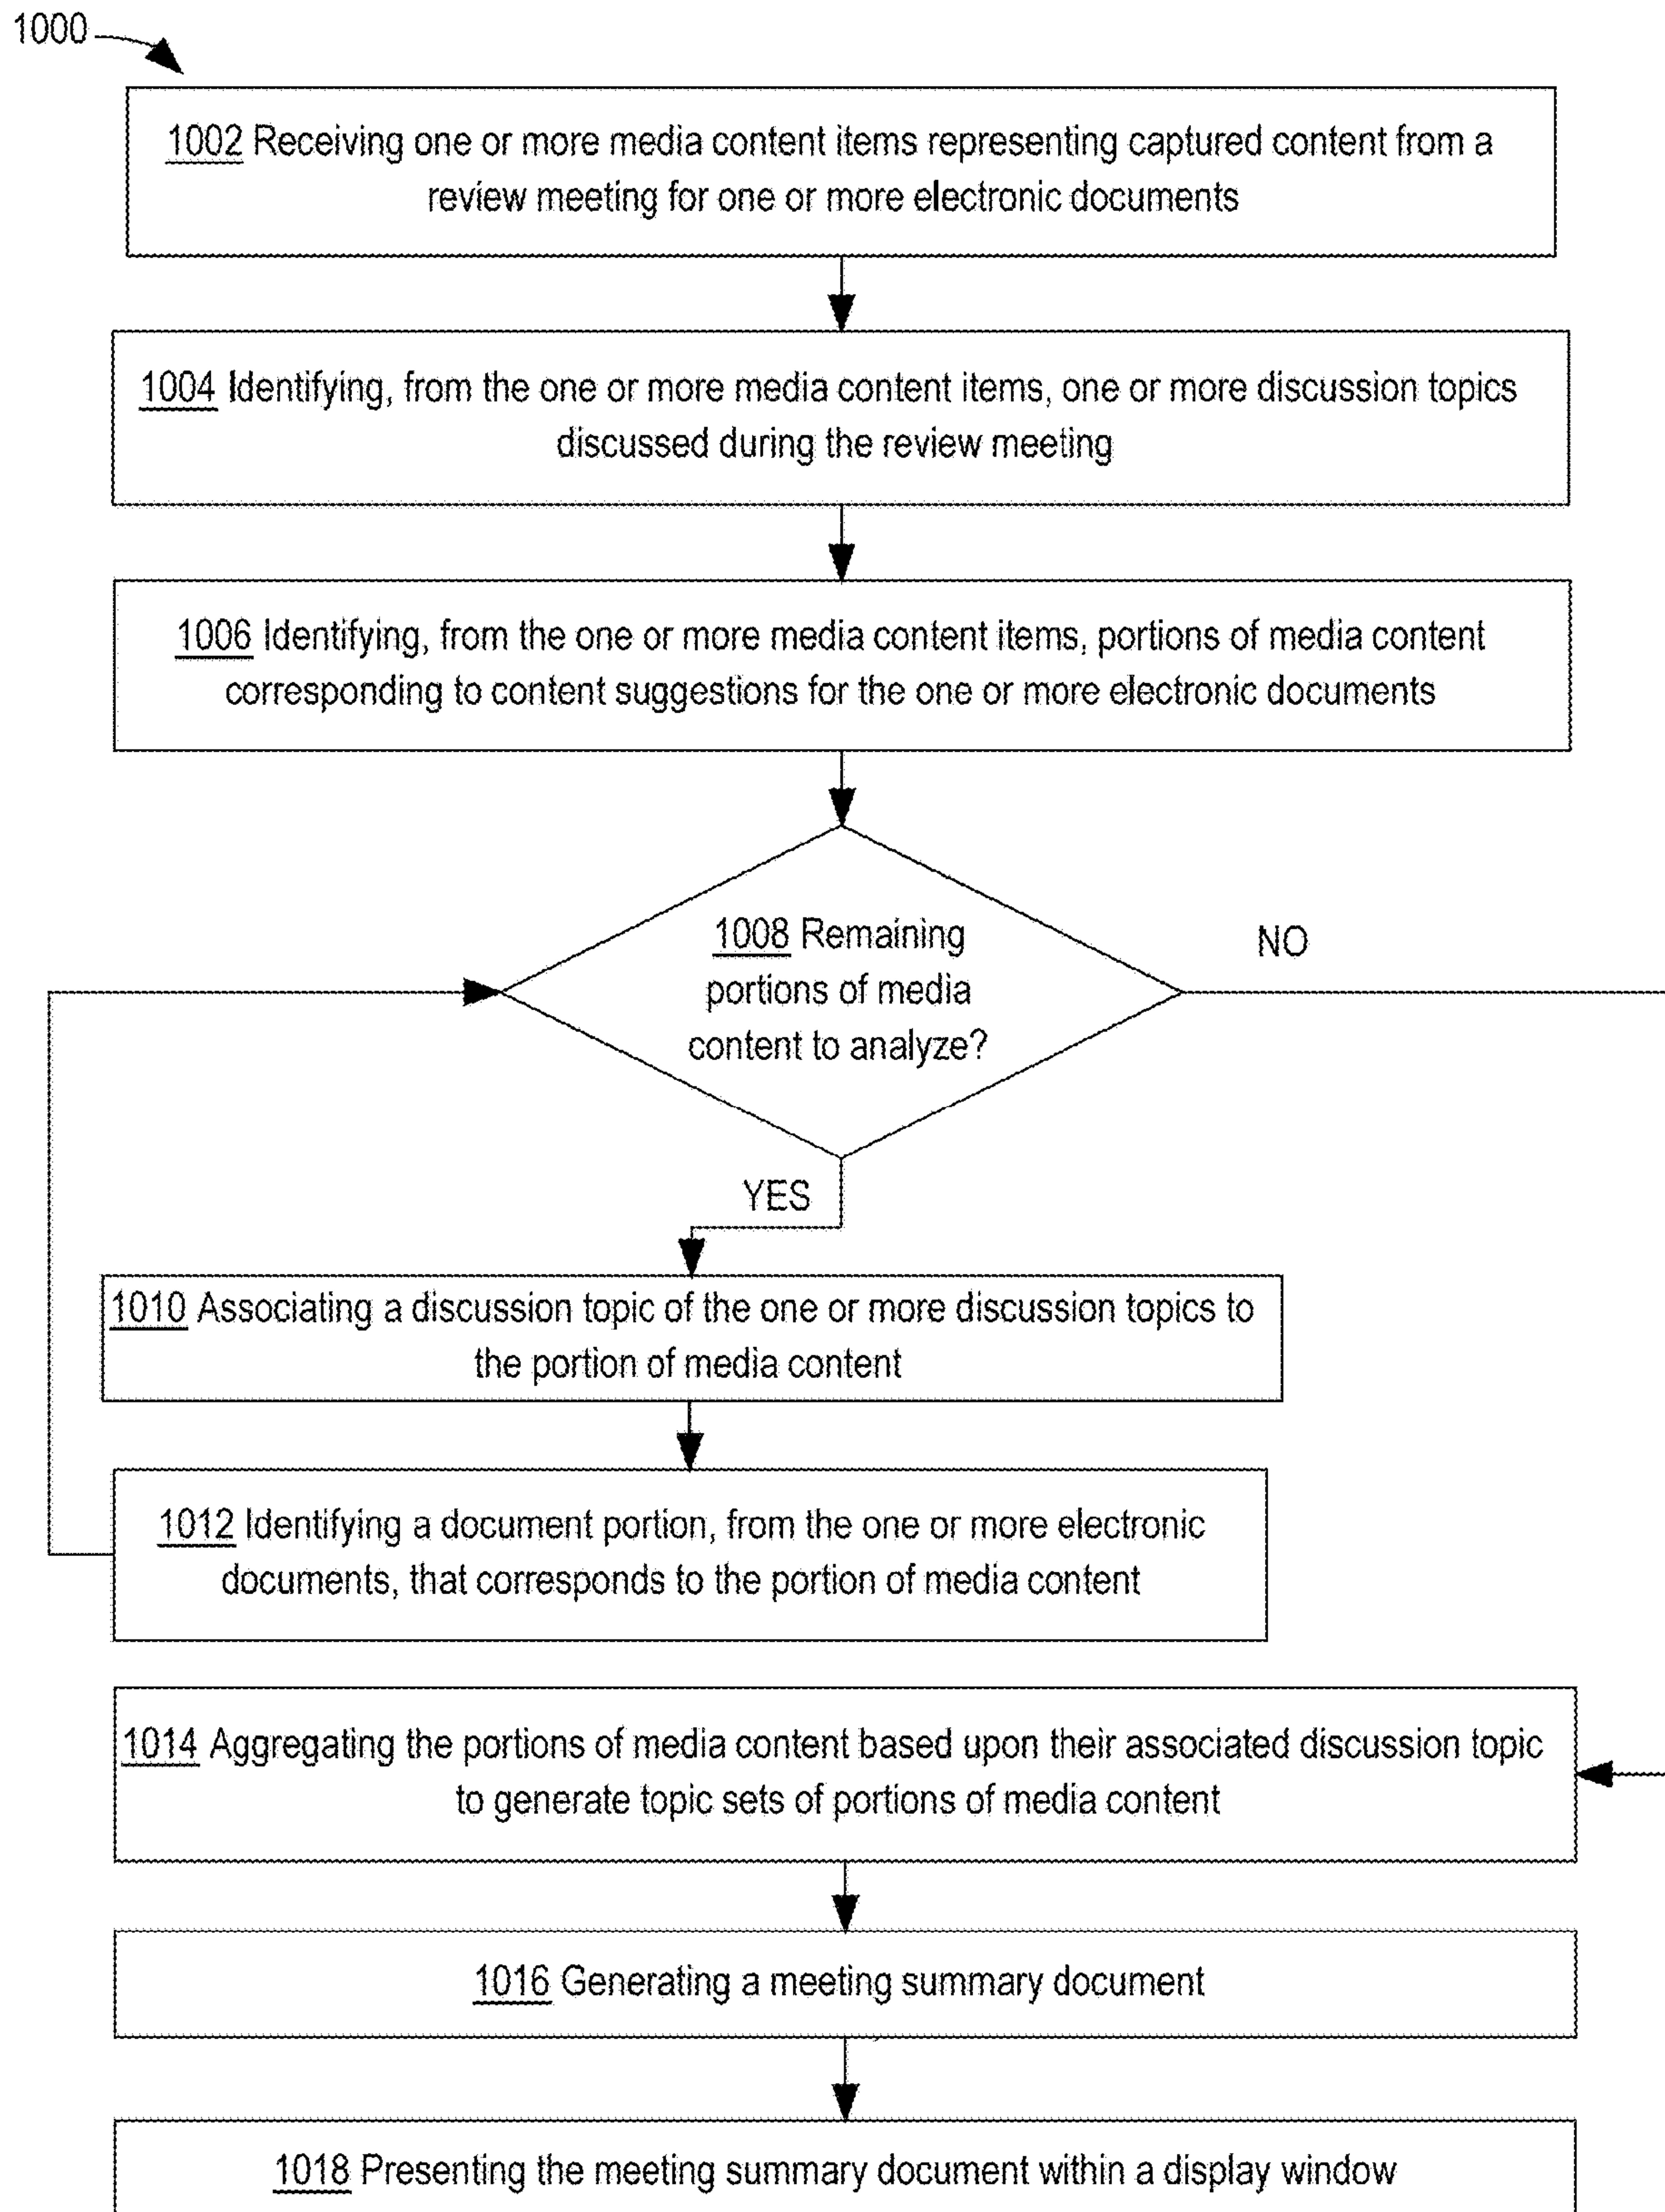 1000
1002 Receiving one or more media content items representing captured content from a
review meeting for one or more electronic documents
1004 Identifying, from the one or more media content items, one or more discussion topics
discussed during the review meeting
1006 Identifying, from the one or more media content items, portions of media content
corresponding to content suggestions for the one or more electronic documents
1008 Remaining
portions of media
content to analyze?
NO
YES
1010 Associating a discussion topic of the one or more discussion topics to
the portion of media content
1012 Identifying a document portion, from the one or more electronic
documents, that corresponds to the portion of media content
1014 Aggregating the portions of media content based upon their associated discussion topic
to generate topic sets of portions of media content
1016 Generating a meeting summary document
1018 Presenting the meeting summary document within a display window